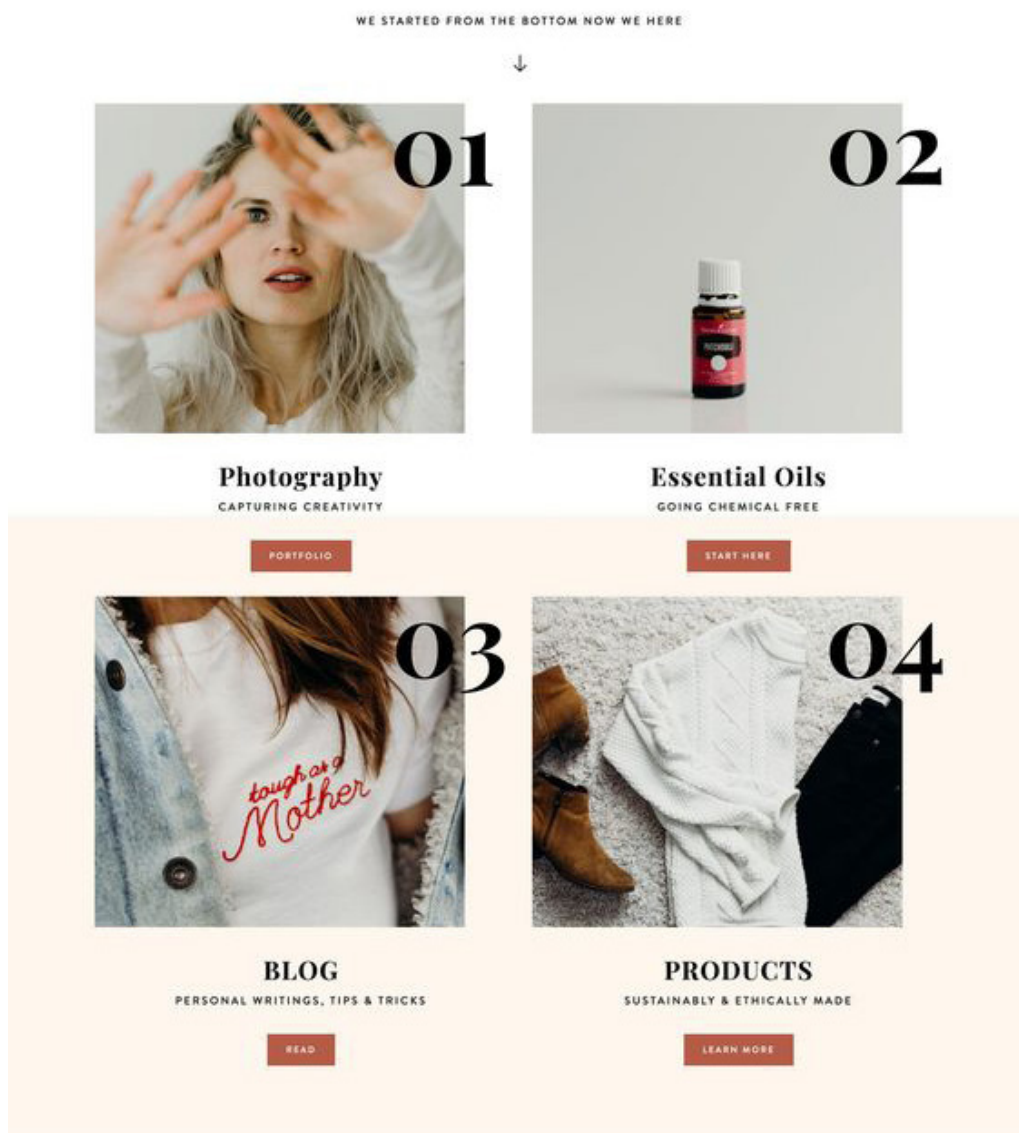 WE STARTED FROM THE BOTTOM NOW WE HERE
01
02
PATCHOULI
Photography
CAPTURING CREATIVITY
PORTFOLIO
Essential Oils
GOING CHEMICAL FREE
START HERE
03
04
tough as a
Mother
BLOG
PERSONAL WRITINGS, TIPS & TRICKS
READ
PRODUCTS
SUSTAINABLY & ETHICALLY MADE
LEARN MORE